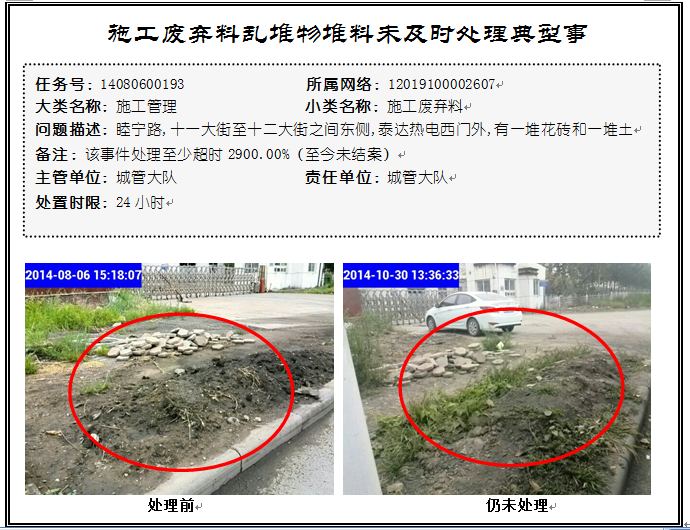 施工废弃料乱堆物堆料未及时处理典型事
任务号：14080600193 所属网络：12019100002607
大类名称：施工管理 小类名称：施工废弃料
问题描述：睦宁路,十一大街至十二大街之间东侧,泰达热电西门外,有一堆花砖和一堆土
备注：该事件处理至少超时 2900.00%（至今未结案）
主管单位：城管大队 责任单位：城管大队
处置时限：24 小时
2014-08-06 15:18:07 2014-10-30 13:36:33
处理前 仍未处理